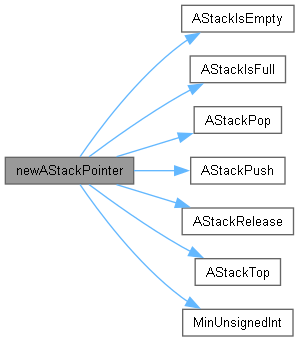 AStackIsEmpty
AStackIsFull
AStackPop
newAStackPointer
AStackPush
AStackRelease
AStackTop
MinUnsignedInt